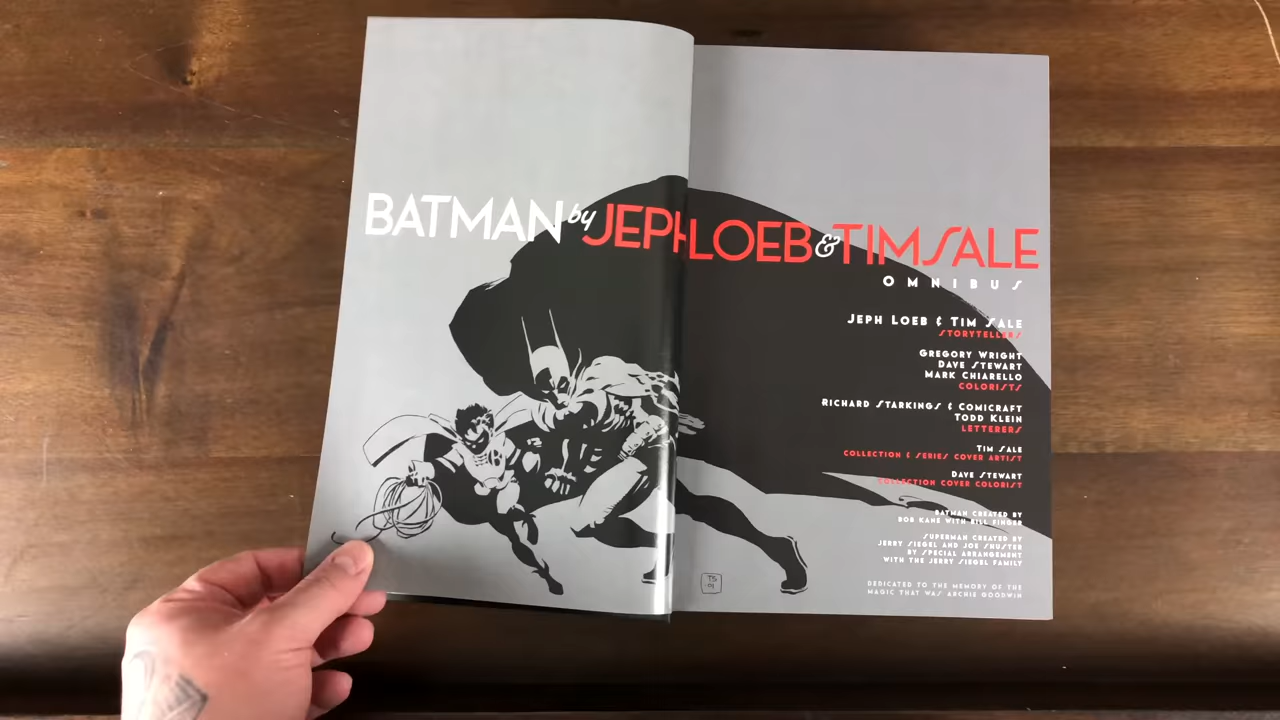 BATMAN by JEPH LOEB & TIM SALE
OMNIBUS
JEPH LOEB & TIM SALE
STORYTELLERS
GREGORY WRIGHT
DAVE STEWART
MARK CHIARELLO
COLORISTS
RICHARD STARKINGS & COMICRAFT
TODD KLEIN
LETTERERS
TIM SALE
COLLECTION & SERIES COVER ARTIST
DAVE STEWART
COLLECTION COVER COLORIST
BATMAN CREATED BY
BOB KANE WITH BILL FINGER
SUPERMAN CREATED BY
JERRY SIEGEL AND JOE SHUSTER
BY SPECIAL ARRANGEMENT
WITH THE JERRY SIEGEL FAMILY
DEDICATED TO THE MEMORY OF THE
MAGIC THAT WAS ARCHIE GOODWIN
TS